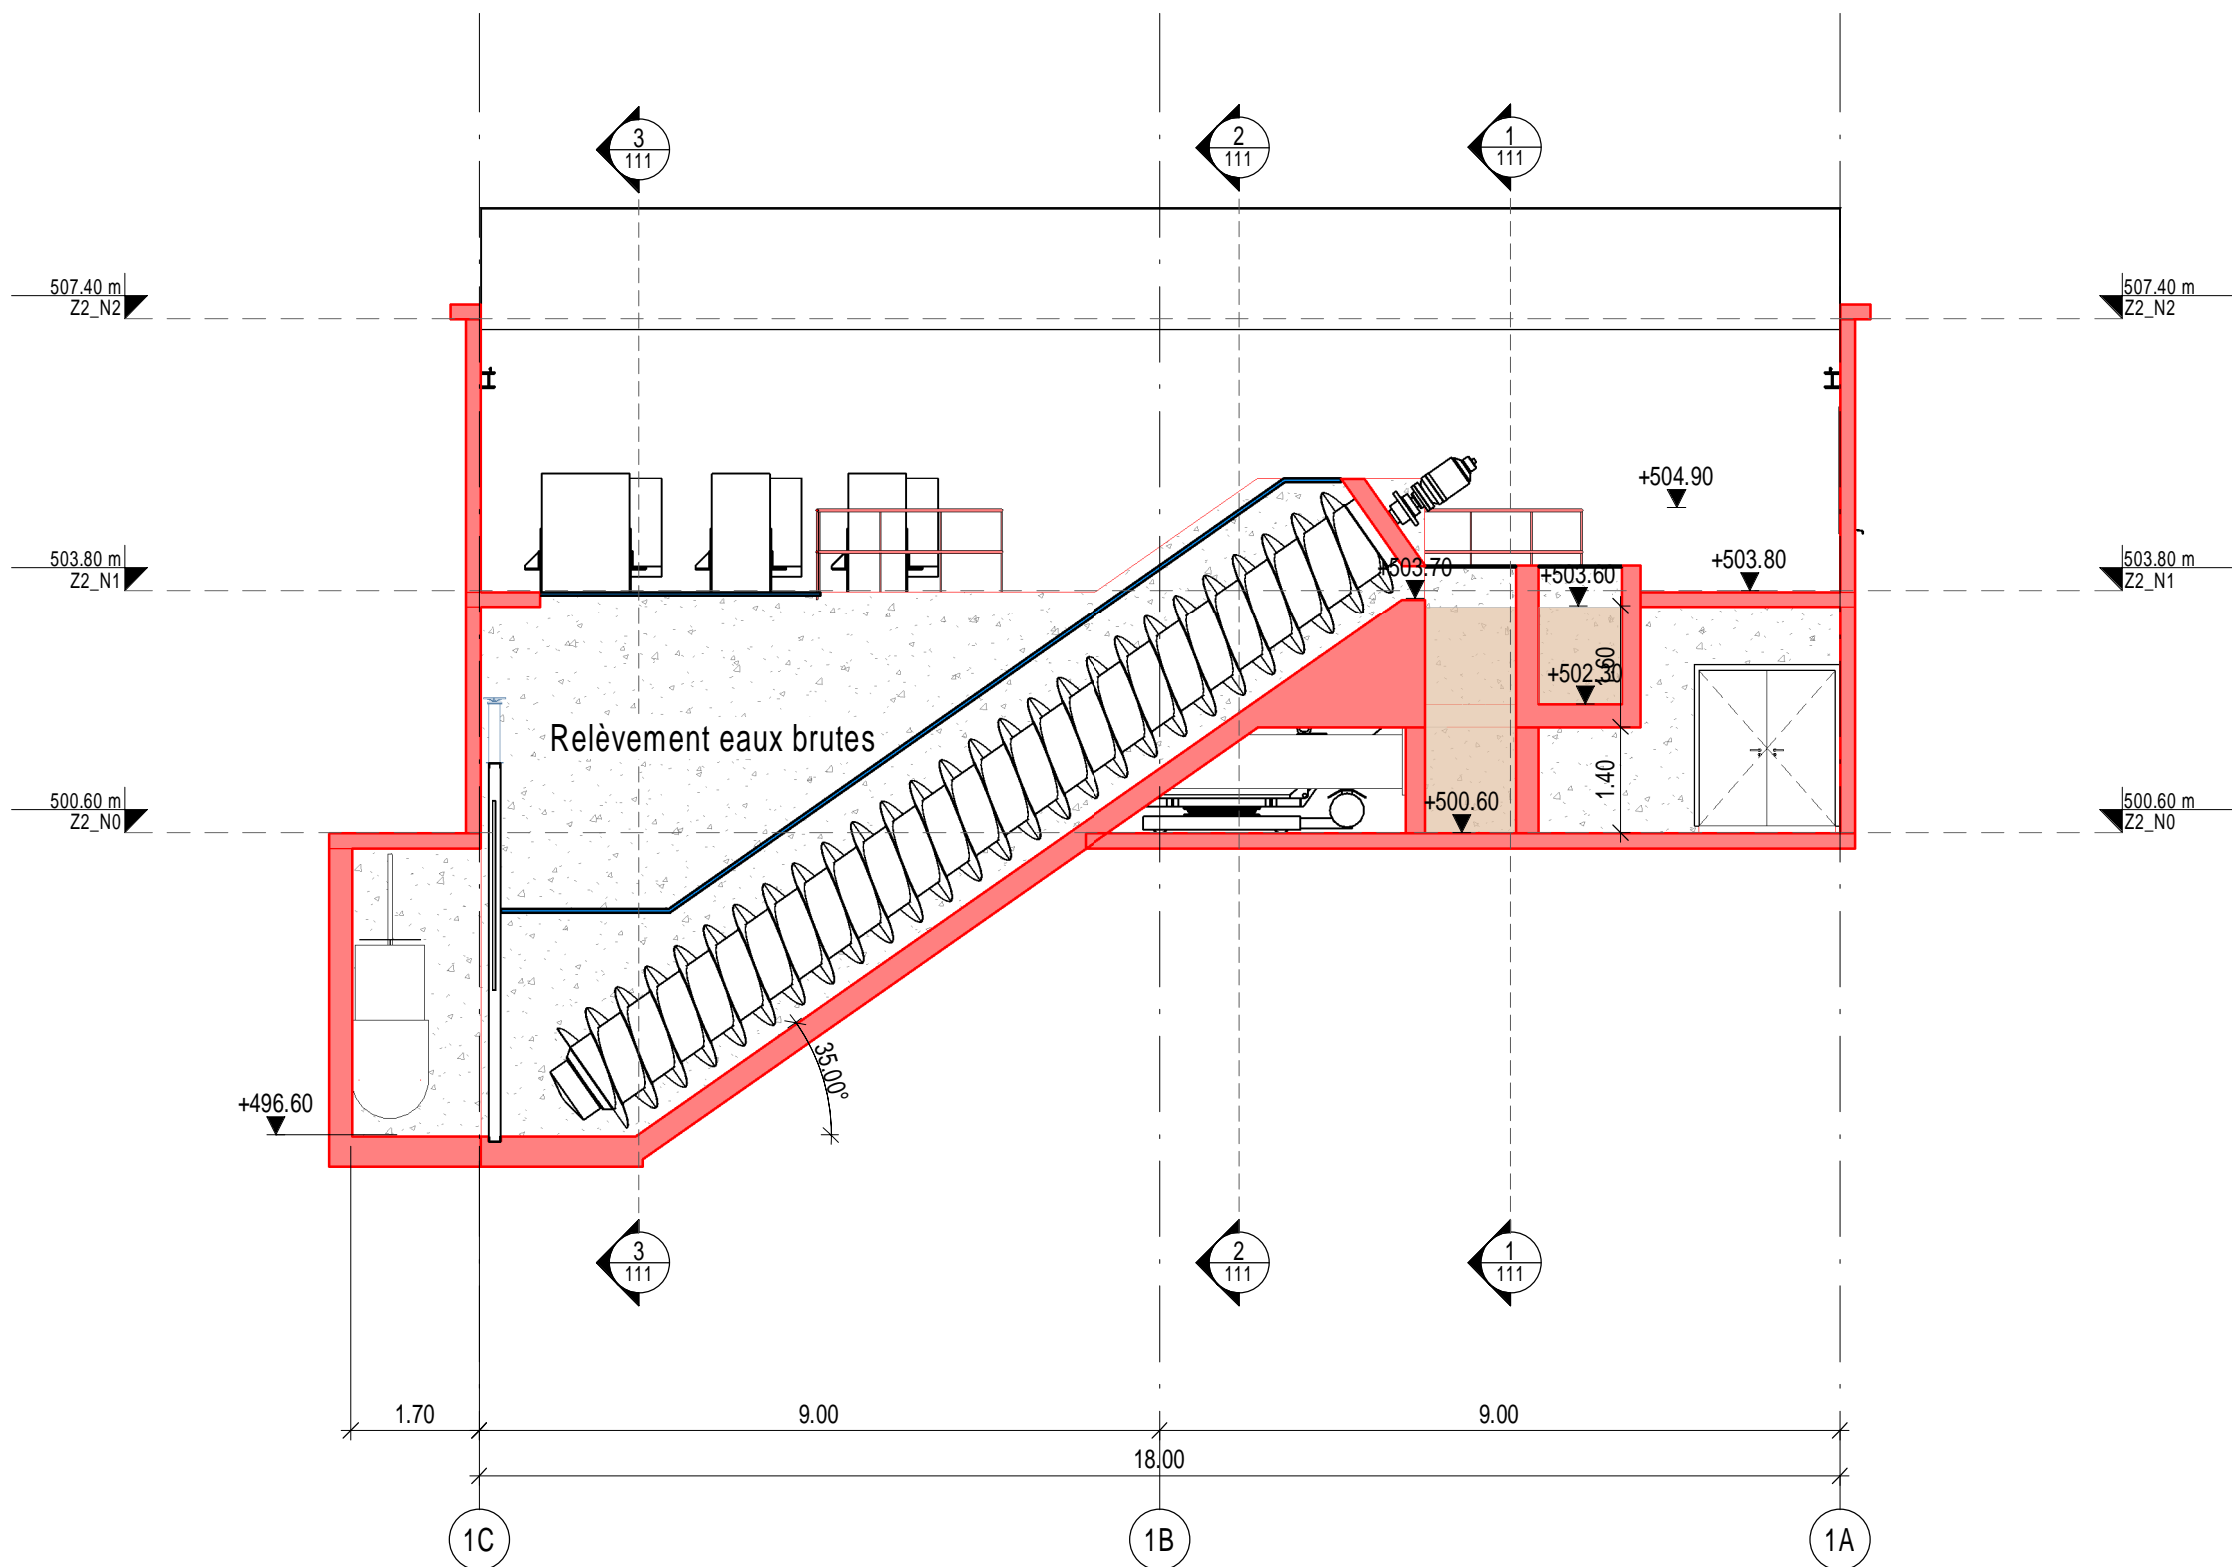 3
111
2
111
1
111
507.40 m
Z2_N2
507.40 m
Z2_N2
+504.90
503.80 m
Z2_N1
+503.70
+503.60
+503.80
503.80 m
Z2_N1
+502.30
Relèvement eaux brutes
1.40
500.60 m
Z2_N0
+500.60
500.60 m
Z2_N0
35.00°
+496.60
3
111
2
111
1
111
1.70
9.00
9.00
18.00
1C
1B
1A